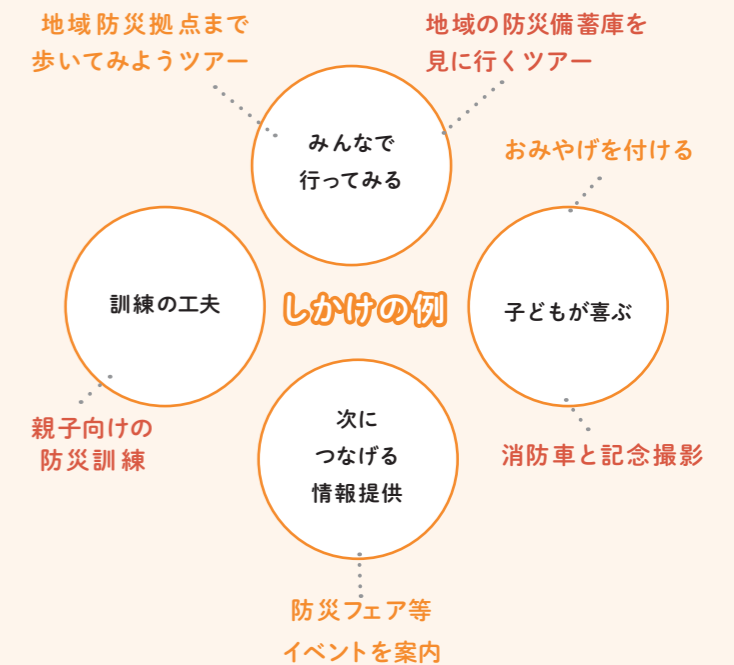 地域防災拠点まで
歩いてみようツアー
地域の防災備蓄庫を
見に行くツアー
みんなで
行ってみる
おみやげを付ける
訓練の工夫
しかけの例
子どもが喜ぶ
親子向けの
防災訓練
次に
つなげる
情報提供
消防車と記念撮影
防災フェア等
イベントを案内